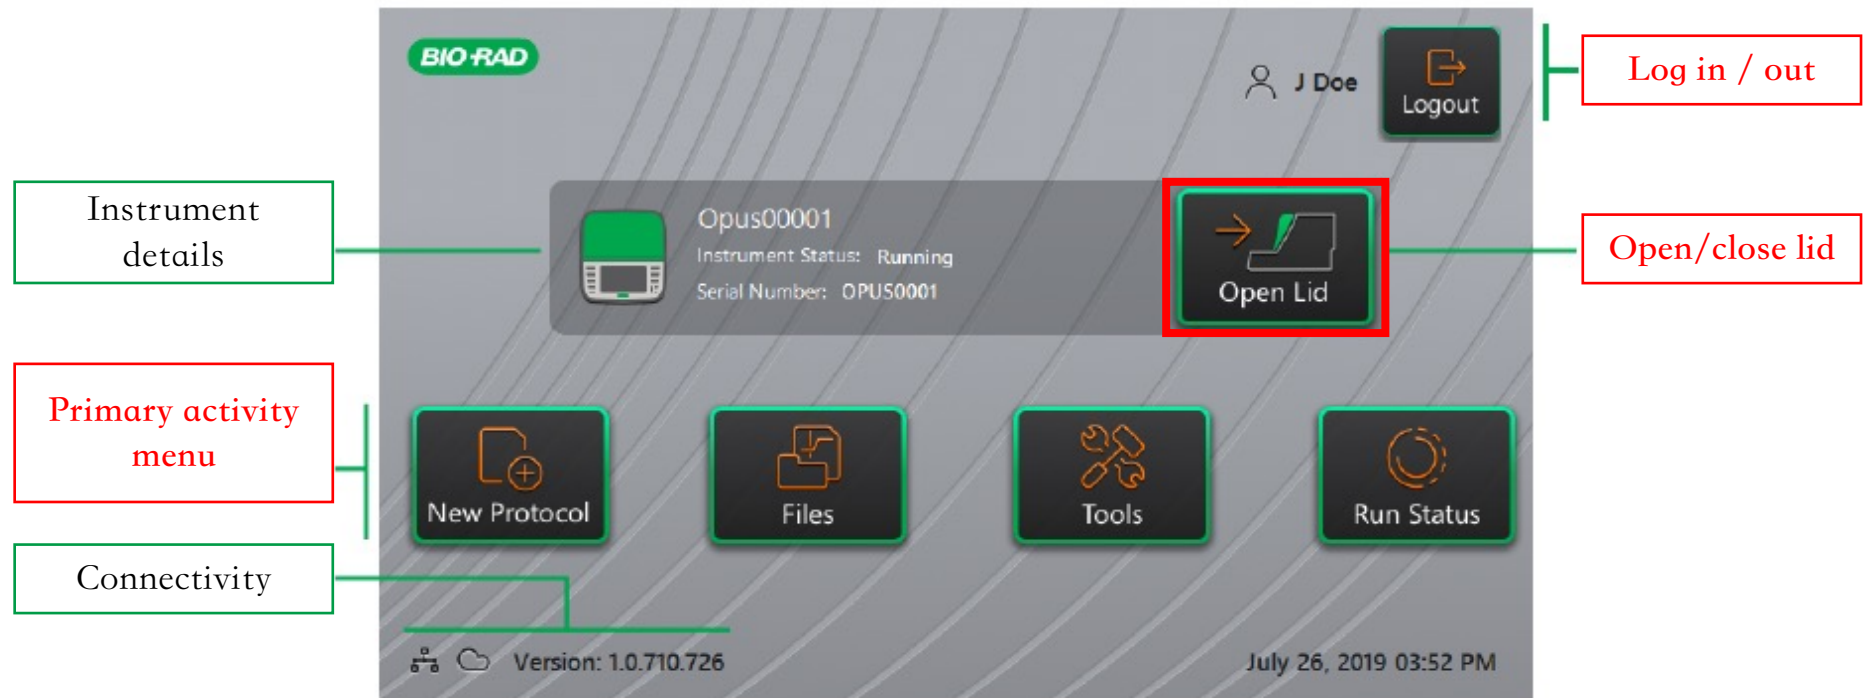 BIO-RAD
J Doe
Logout
Log in / out
Instrument
details
Opus00001
Instrument Status: Running
Serial Number: OPUS0001
Open Lid
Open/close lid
Primary activity
menu
New Protocol
Files
Tools
Run Status
Connectivity
Version: 1.0.710.726
July 26, 2019 03:52 PM